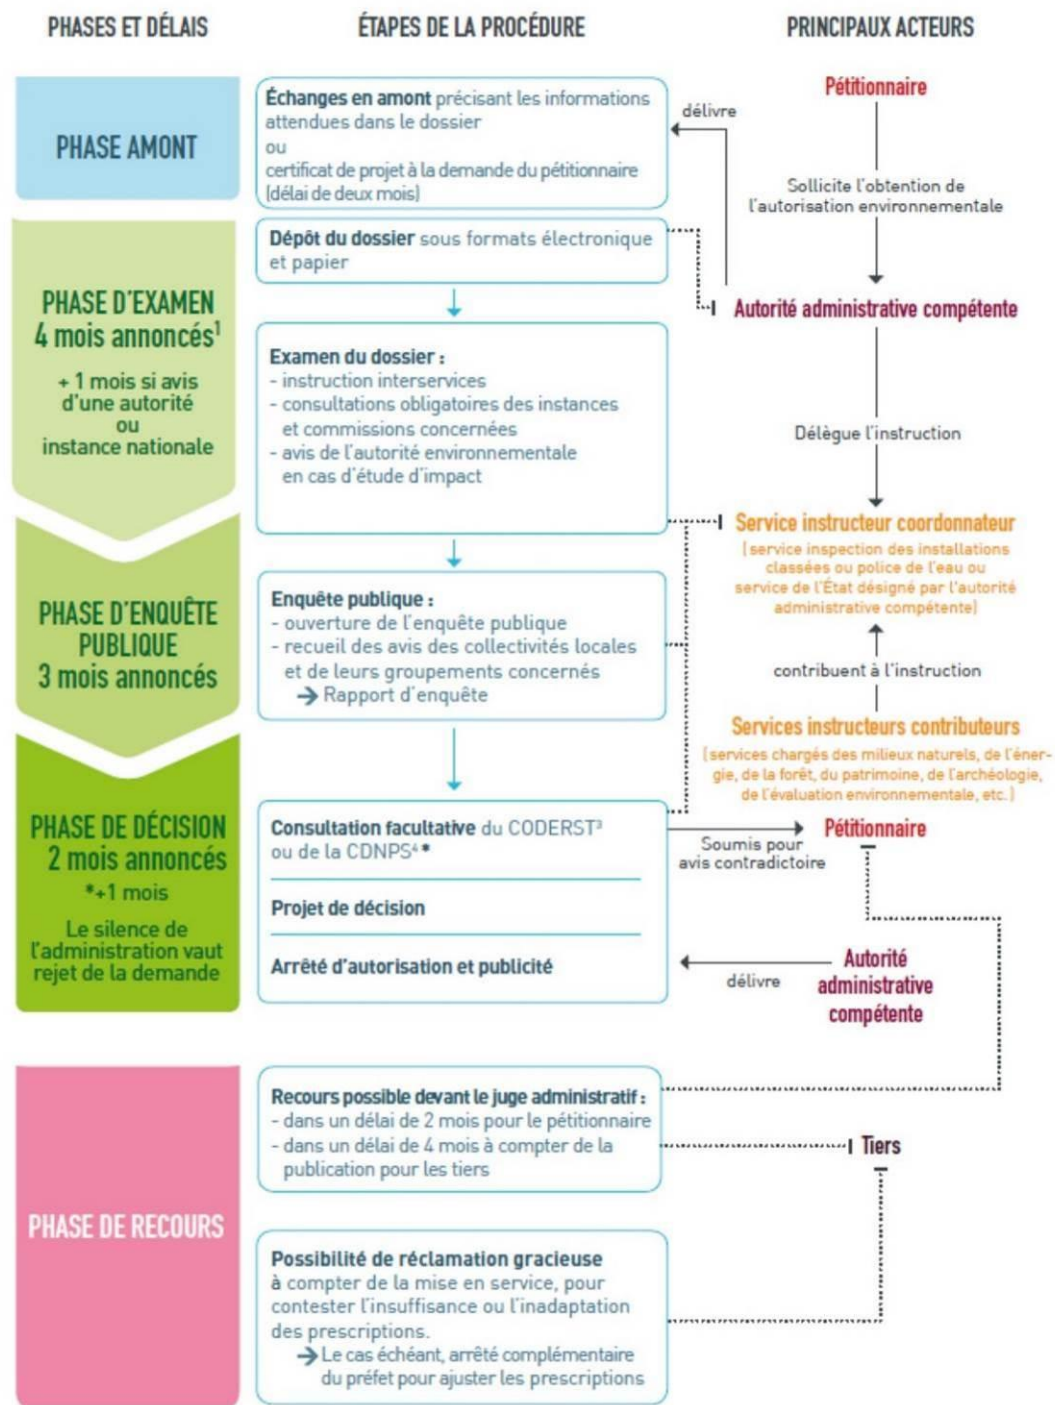 PHASES ET DÉLAIS
ÉTAPES DE LA PROCÉDURE
PRINCIPAUX ACTEURS
PHASE AMONT
Échanges en amont précisant les informations
attendues dans le dossier
ou
certificat de projet à la demande du pétitionnaire
(délai de deux mois)
délivre
Pétitionnaire
Sollicite l'obtention de
l'autorisation environnementale
PHASE D'EXAMEN
4 mois annoncés¹
+ 1 mois si avis
d'une autorité
ou
instance nationale
Dépôt du dossier sous formats électronique
et papier
Autorité administrative compétente
Examen du dossier :
- instruction interservices
- consultations obligatoires des instances
et commissions concernées
- avis de l'autorité environnementale
en cas d'étude d'impact
Délègue l'instruction
Service instructeur coordonnateur
(service inspection des installations
classées ou police de l'eau ou
service de l'État désigné par l'autorité
administrative compétente)
PHASE D'ENQUÊTE
PUBLIQUE
3 mois annoncés
Enquête publique :
- ouverture de l'enquête publique
- recueil des avis des collectivités locales
et de leurs groupements concernés
→ Rapport d'enquête
contribuent à l'instruction
Services instructeurs contributeurs
(services chargés des milieux naturels, de l'éner-
gie, de la forêt, du patrimoine, de l'archéologie,
de l'évaluation environnementale, etc.)
PHASE DE DÉCISION
2 mois annoncés
*+1 mois
Le silence de
l'administration vaut
rejet de la demande
Consultation facultative du CODERST³
ou de la CDNPS⁴ *
Projet de décision
Arrêté d'autorisation et publicité
Soumis pour
avis contradictoire
Pétitionnaire
délivre
Autorité
administrative
compétente
PHASE DE RECOURS
Recours possible devant le juge administratif :
- dans un délai de 2 mois pour le pétitionnaire
- dans un délai de 4 mois à compter de la
publication pour les tiers
Tiers
Possibilité de réclamation gracieuse
à compter de la mise en service, pour
contester l'insuffisance ou l'inadaptation
des prescriptions.
→ Le cas échéant, arrêté complémentaire
du préfet pour ajuster les prescriptions